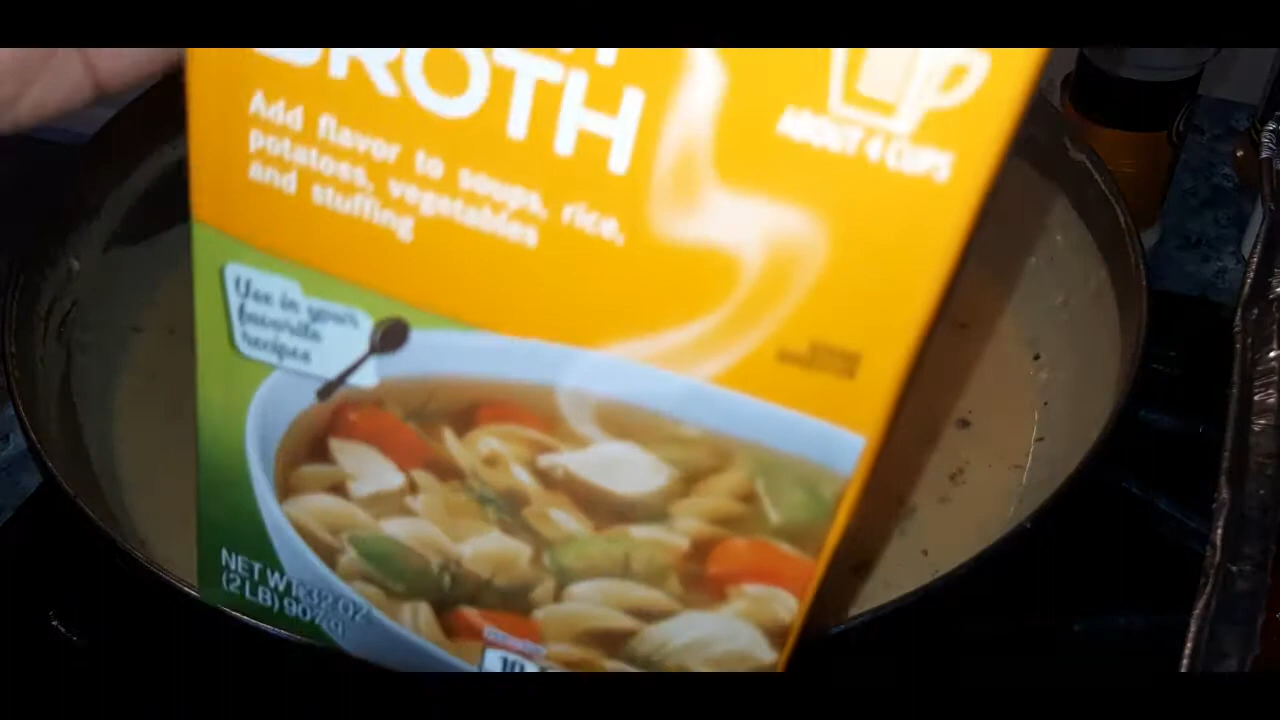 BROTH
ABOUT 4 CUPS
Add flavor to soups, rice,
potatoes, vegetables
and stuffing
Use in your
favorite
recipes
NET WT. 32 OZ
(2 LB) 907g
10